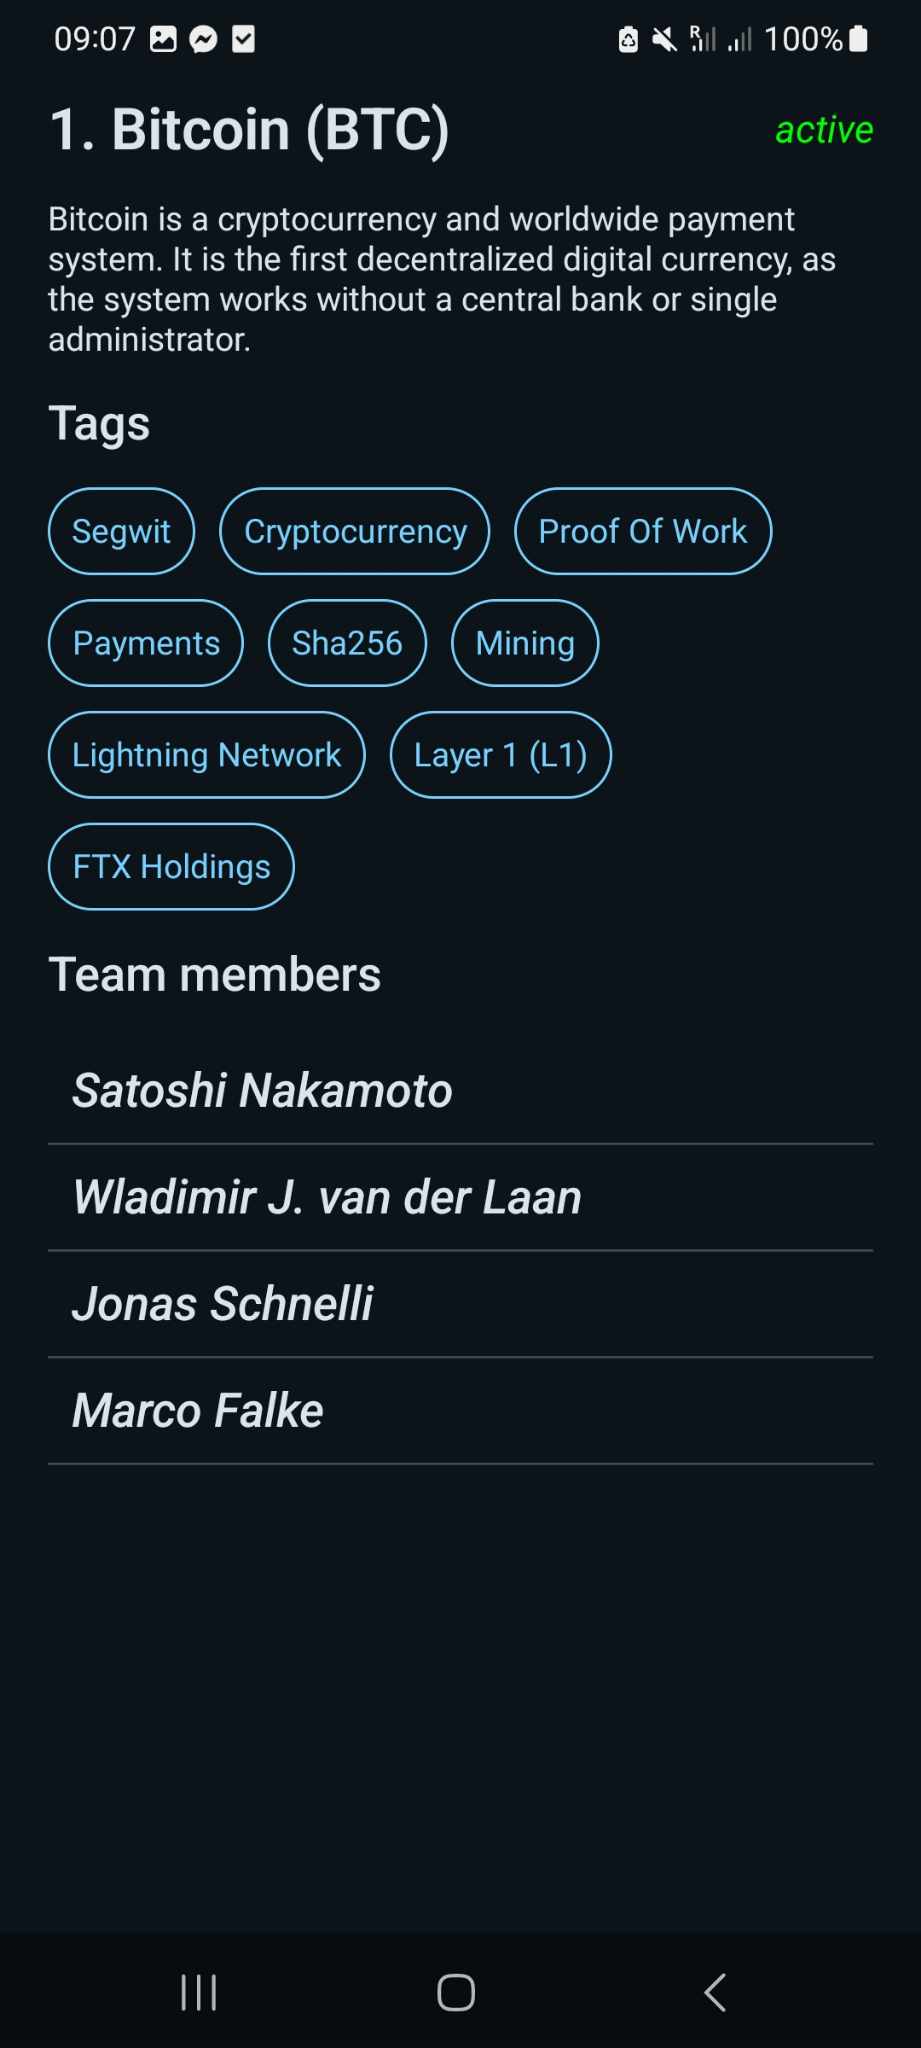 09:07
R
100%
1. Bitcoin (BTC)
active
Bitcoin is a cryptocurrency and worldwide payment
system. It is the first decentralized digital currency, as
the system works without a central bank or single
administrator.
Tags
Segwit
Cryptocurrency
Proof Of Work
Payments
Sha256
Mining
Lightning Network
Layer 1 (L1)
FTX Holdings
Team members
Satoshi Nakamoto
Wladimir J. van der Laan
Jonas Schnelli
Marco Falke